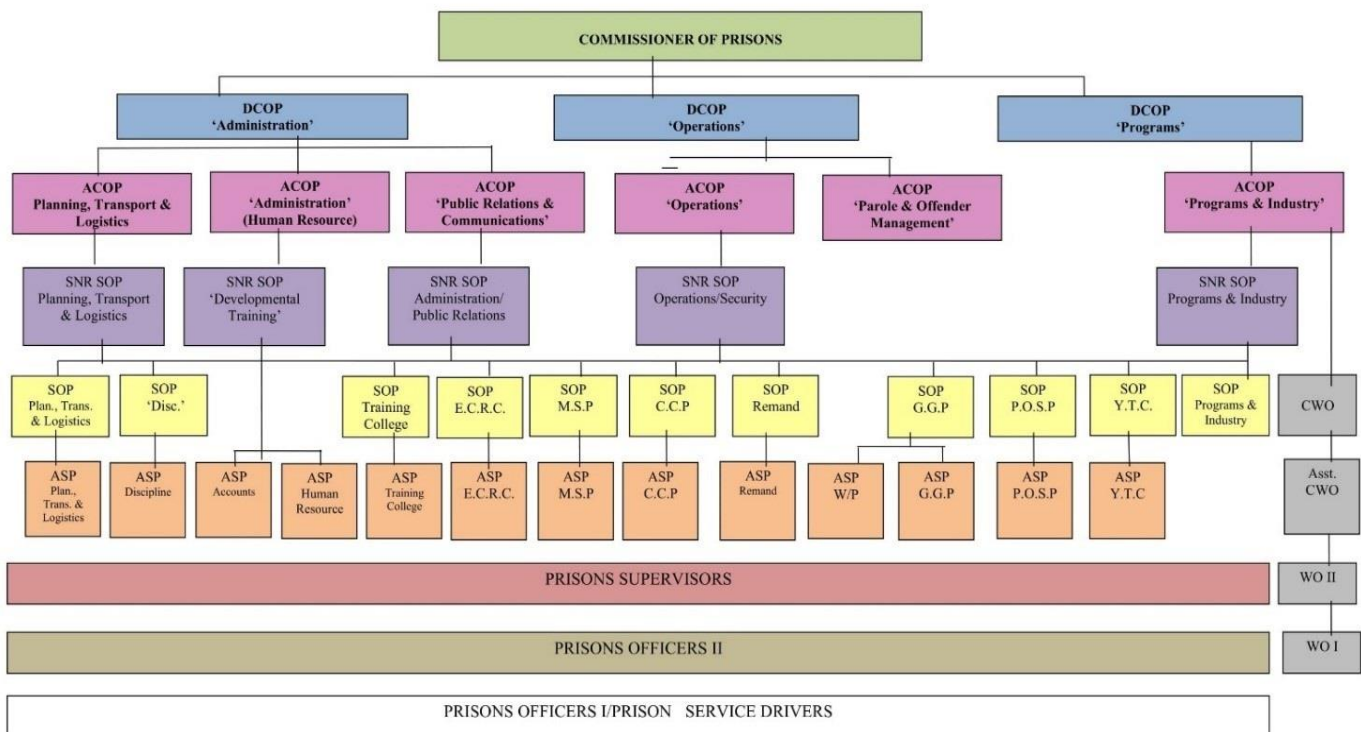 COMMISSIONER OF PRISONS
DCOP
‘Administration’
DCOP
‘Operations’
DCOP
‘Programs’
ACOP
Planning, Transport &
Logistics
ACOP
‘Administration’
(Human Resource)
ACOP
‘Public Relations &
Communications’
ACOP
‘Operations’
ACOP
‘Parole & Offender
Management’
ACOP
‘Programs & Industry’
SNR SOP
Planning, Transport
& Logistics
SNR SOP
‘Developmental
Training’
SNR SOP
Administration/
Public Relations
SNR SOP
Operations/Security
SNR SOP
Programs & Industry
SOP
Plan., Trans.
& Logistics
SOP
‘Disc.’
SOP
Training
College
SOP
E.C.R.C.
SOP
M.S.P
SOP
C.C.P
SOP
Remand
SOP
G.G.P
SOP
P.O.S.P
SOP
Y.T.C.
SOP
Programs &
Industry
CWO
ASP
Plan.,
Trans. &
Logistics
ASP
Discipline
ASP
Accounts
ASP
Human
Resource
ASP
Training
College
ASP
E.C.R.C.
ASP
M.S.P
ASP
C.C.P
ASP
Remand
ASP
W/P
ASP
G.G.P
ASP
P.O.S.P
ASP
Y.T.C
Asst.
CWO
PRISONS SUPERVISORS
WO II
PRISONS OFFICERS II
WO I
PRISONS OFFICERS I/PRISON SERVICE DRIVERS